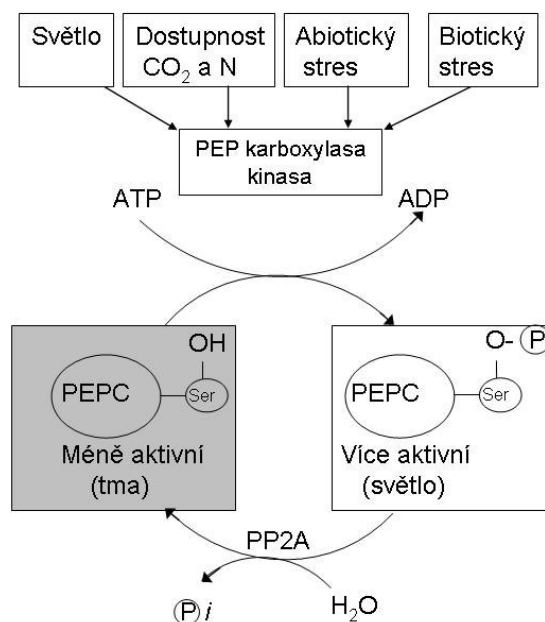 Světlo
Dostupnost
CO₂ a N
Abiotický
stres
Biotický
stres
PEP karboxylasa
kinasa
ATP
ADP
OH
PEPC
Ser
Méně aktivní
(tma)
O- P
PEPC
Ser
Více aktivní
(světlo)
PP2A
P i
H₂O